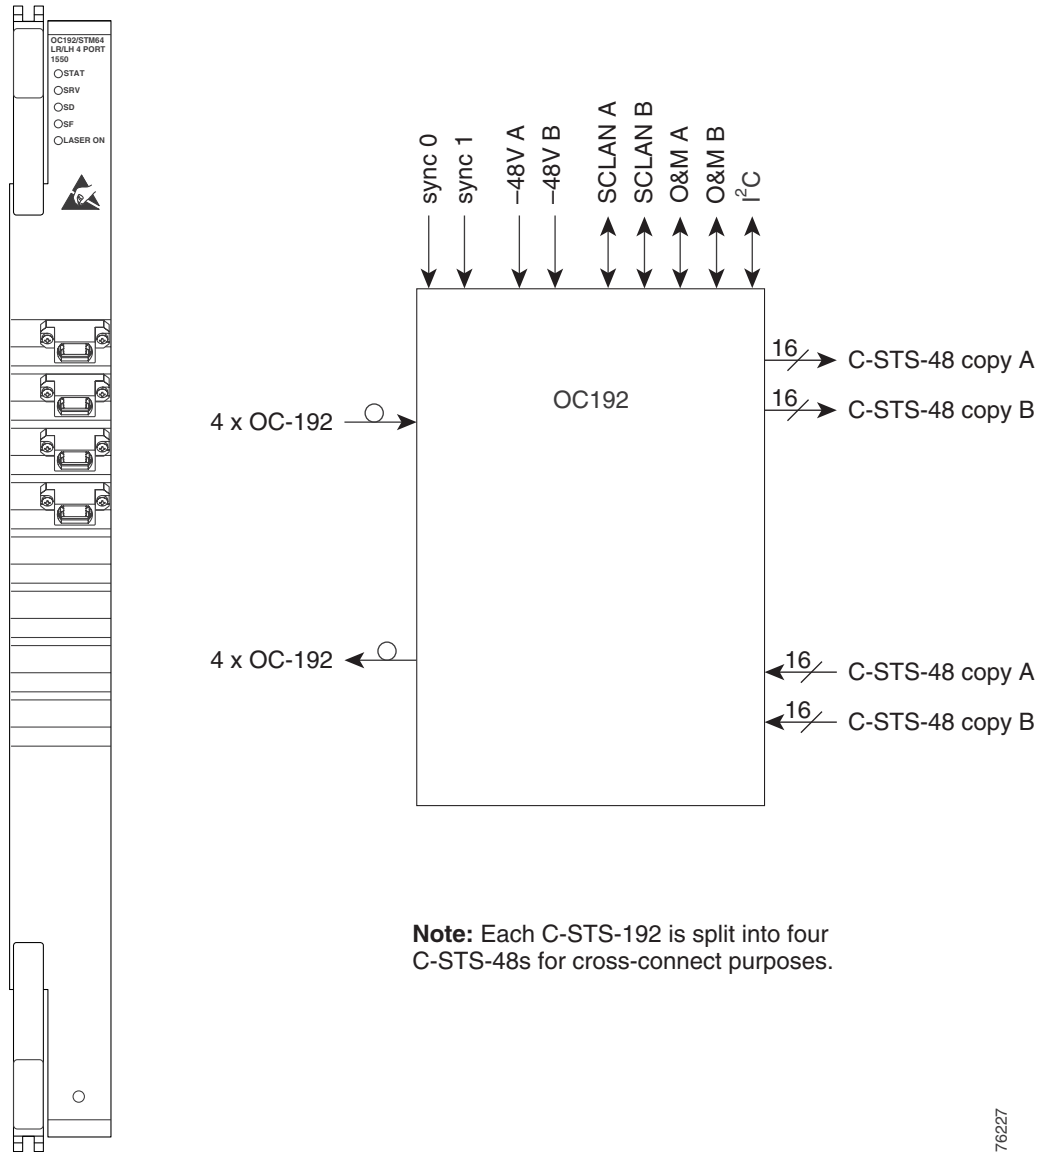 OC192/STM64
LR/LH 4 PORT
1550
STAT
SRV
SD
SF
LASER ON
sync 0
sync 1
–48V A
–48V B
SCLAN A
SCLAN B
O&M A
O&M B
I²C
OC192
4 x OC-192
4 x OC-192
16
C-STS-48 copy A
16
C-STS-48 copy B
16
C-STS-48 copy A
16
C-STS-48 copy B
Note: Each C-STS-192 is split into four
C-STS-48s for cross-connect purposes.
76227